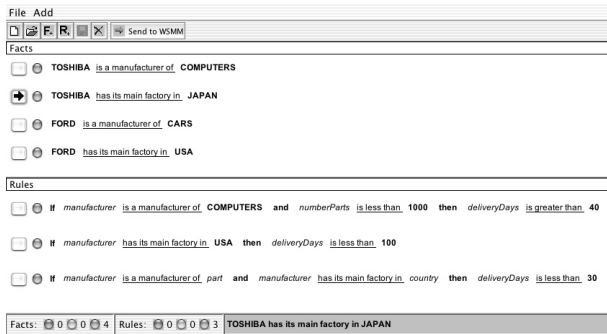 File Add
F. R. Send to WSMM
Facts
TOSHIBA is a manufacturer of COMPUTERS
TOSHIBA has its main factory in JAPAN
FORD is a manufacturer of CARS
FORD has its main factory in USA
Rules
If manufacturer is a manufacturer of COMPUTERS and numberParts is less than 1000 then deliveryDays is greater than 40
If manufacturer has its main factory in USA then deliveryDays is less than 100
If manufacturer is a manufacturer of part and manufacturer has its main factory in country then deliveryDays is less than 30
Facts: 0 0 4 Rules: 0 0 3 TOSHIBA has its main factory in JAPAN